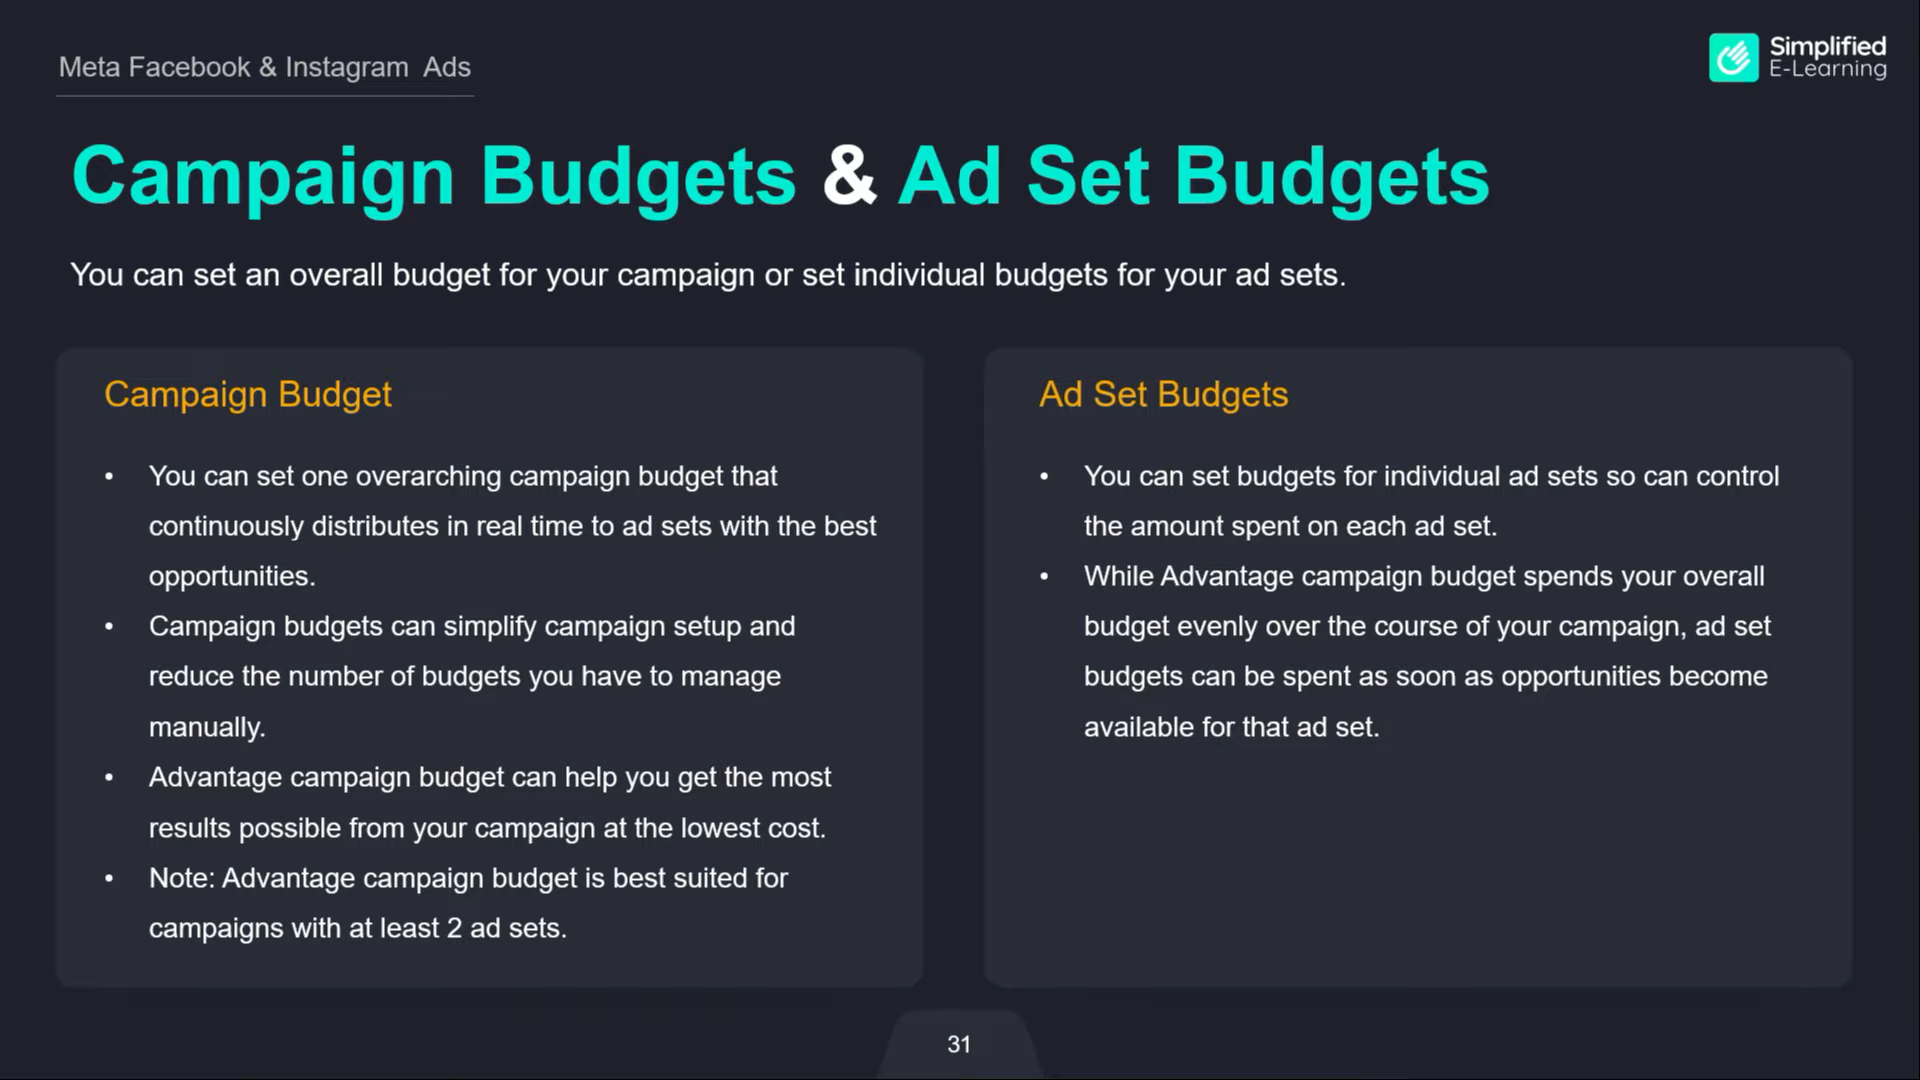 Meta Facebook & Instagram Ads
Simplified
E-Learning
Campaign Budgets & Ad Set Budgets
You can set an overall budget for your campaign or set individual budgets for your ad sets.
Campaign Budget
• You can set one overarching campaign budget that
continuously distributes in real time to ad sets with the best
opportunities.
• Campaign budgets can simplify campaign setup and
reduce the number of budgets you have to manage
manually.
• Advantage campaign budget can help you get the most
results possible from your campaign at the lowest cost.
• Note: Advantage campaign budget is best suited for
campaigns with at least 2 ad sets.
Ad Set Budgets
• You can set budgets for individual ad sets so can control
the amount spent on each ad set.
• While Advantage campaign budget spends your overall
budget evenly over the course of your campaign, ad set
budgets can be spent as soon as opportunities become
available for that ad set.
31